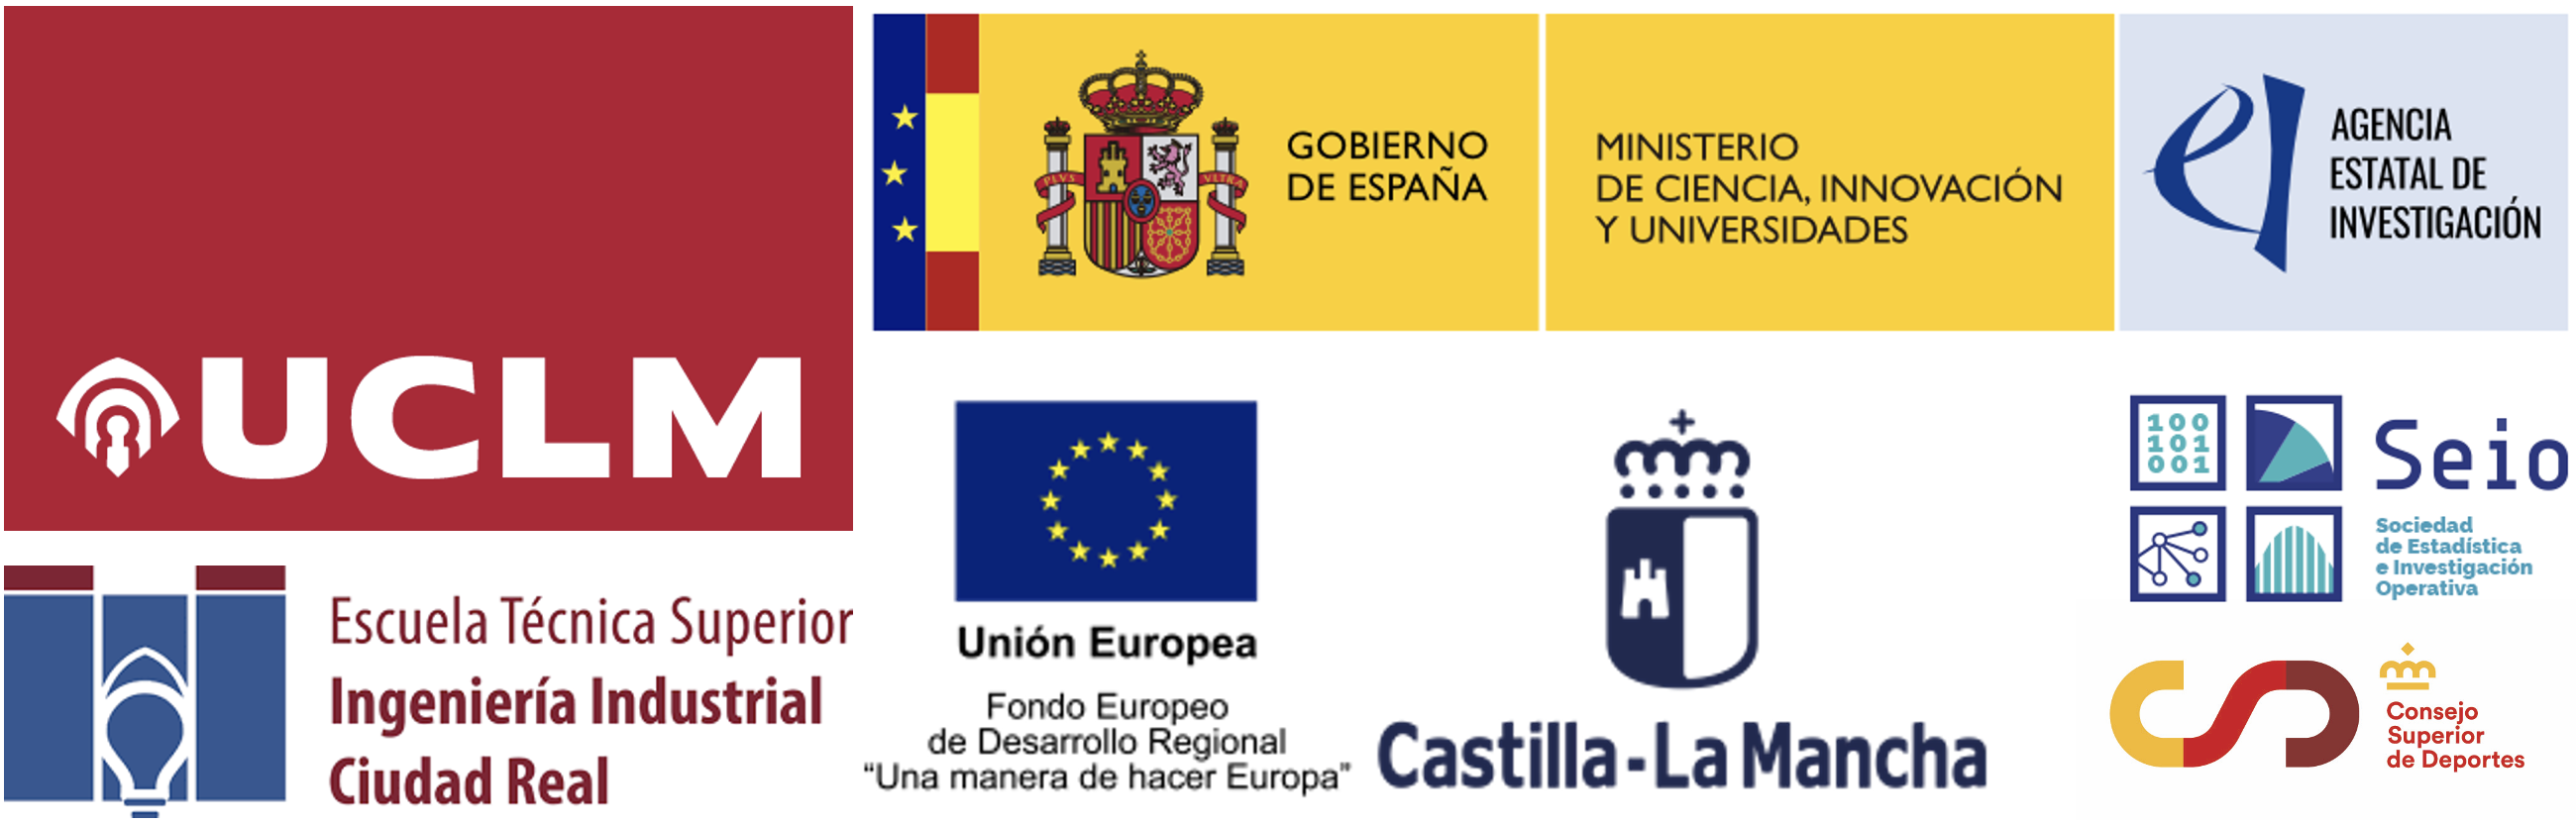 UCLM
Escuela Técnica Superior
Ingeniería Industrial
Ciudad Real
PLVS VLTRA
GOBIERNO
DE ESPAÑA
MINISTERIO
DE CIENCIA, INNOVACIÓN
Y UNIVERSIDADES
AGENCIA
ESTATAL DE
INVESTIGACIÓN
Unión Europea
Fondo Europeo
de Desarrollo Regional
“Una manera de hacer Europa”
Castilla-La Mancha
100
101
001
Seio
Sociedad
de Estadística
e Investigación
Operativa
Consejo
Superior
de Deportes